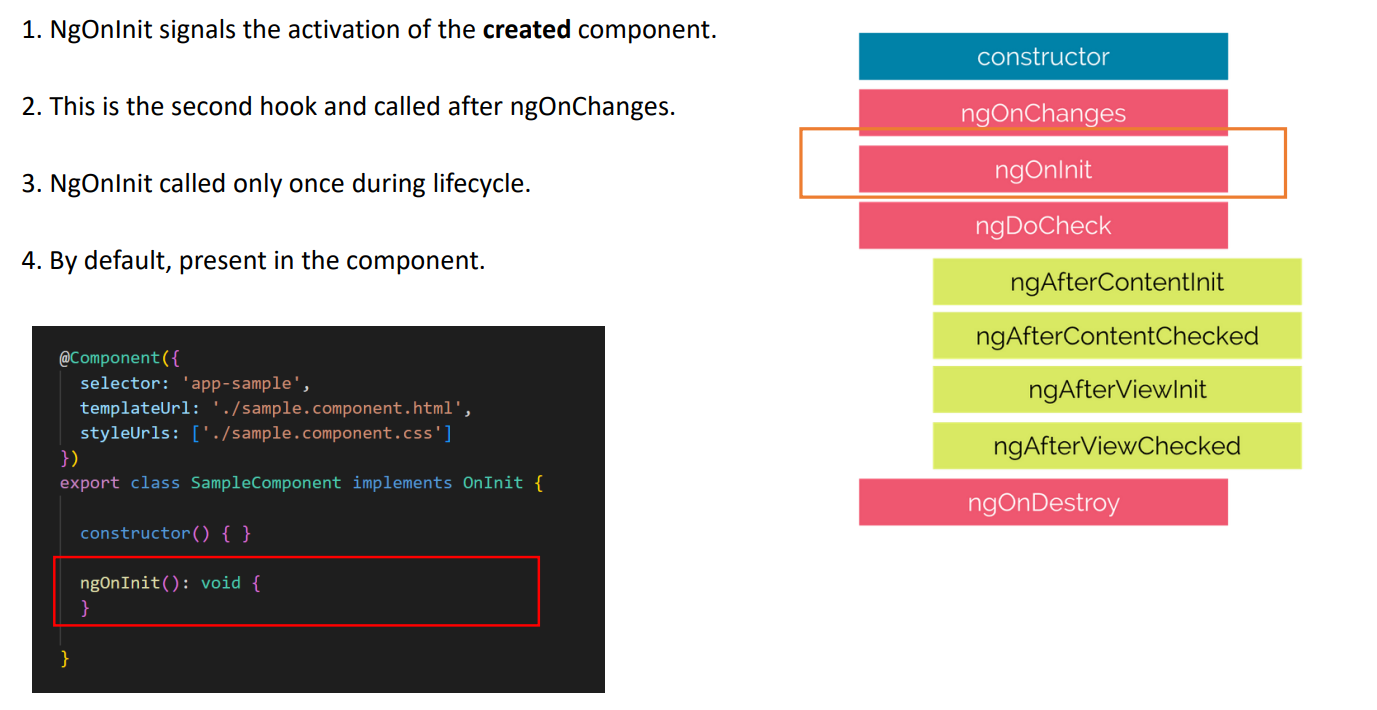 1. NgOnInit signals the activation of the created component.
2. This is the second hook and called after ngOnChanges.
3. NgOnInit called only once during lifecycle.
4. By default, present in the component.
@Component({
  selector: 'app-sample',
  templateUrl: './sample.component.html',
  styleUrls: ['./sample.component.css']
})
export class SampleComponent implements OnInit {
  constructor() { }
  ngOnInit(): void {
  }
}
constructor
ngOnChanges
ngOnInit
ngDoCheck
ngAfterContentInit
ngAfterContentChecked
ngAfterViewInit
ngAfterViewChecked
ngOnDestroy